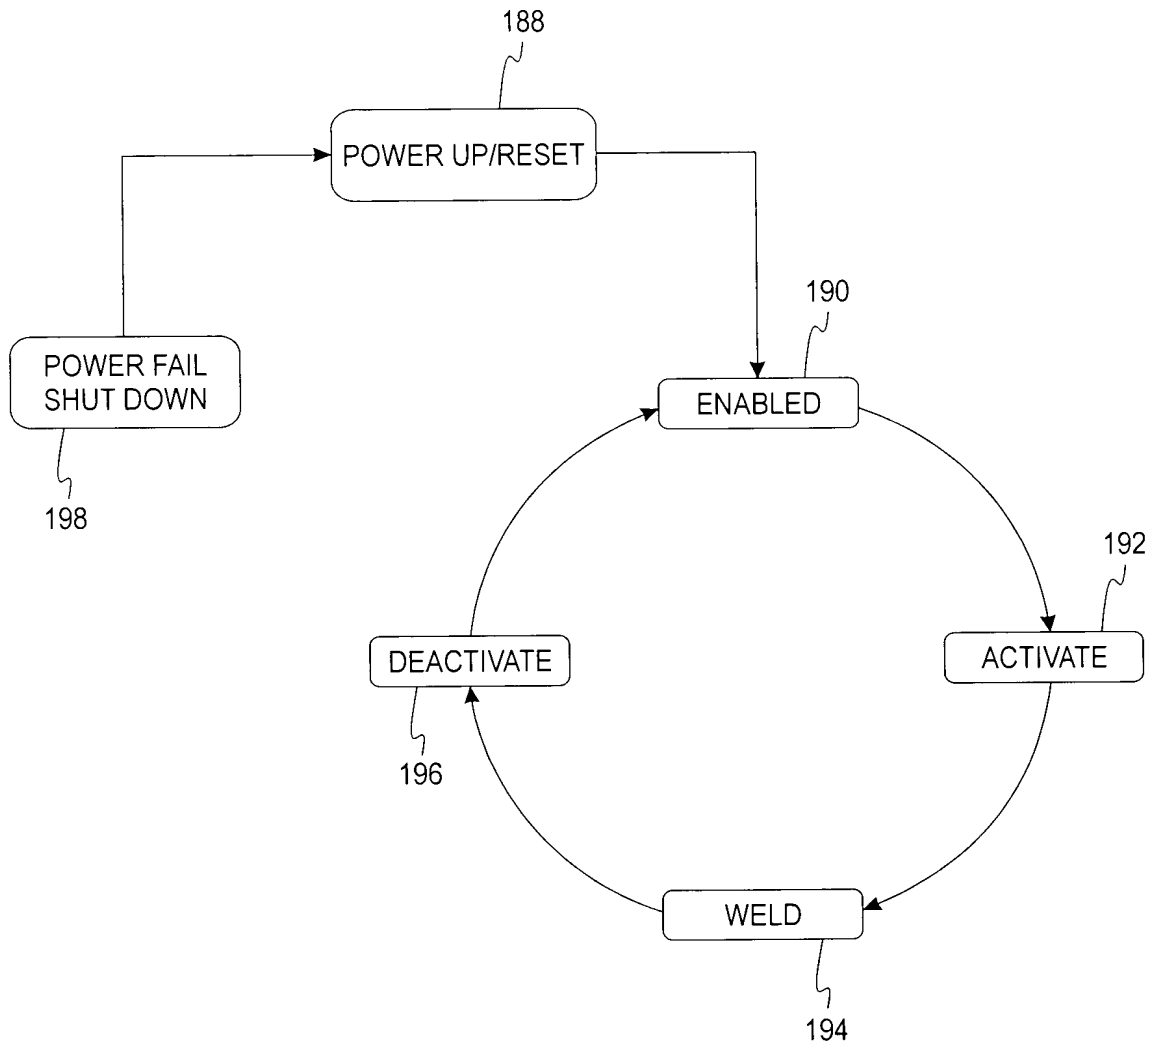 188
POWER UP/RESET
190
POWER FAIL
SHUT DOWN
ENABLED
198
192
DEACTIVATE
ACTIVATE
196
WELD
194